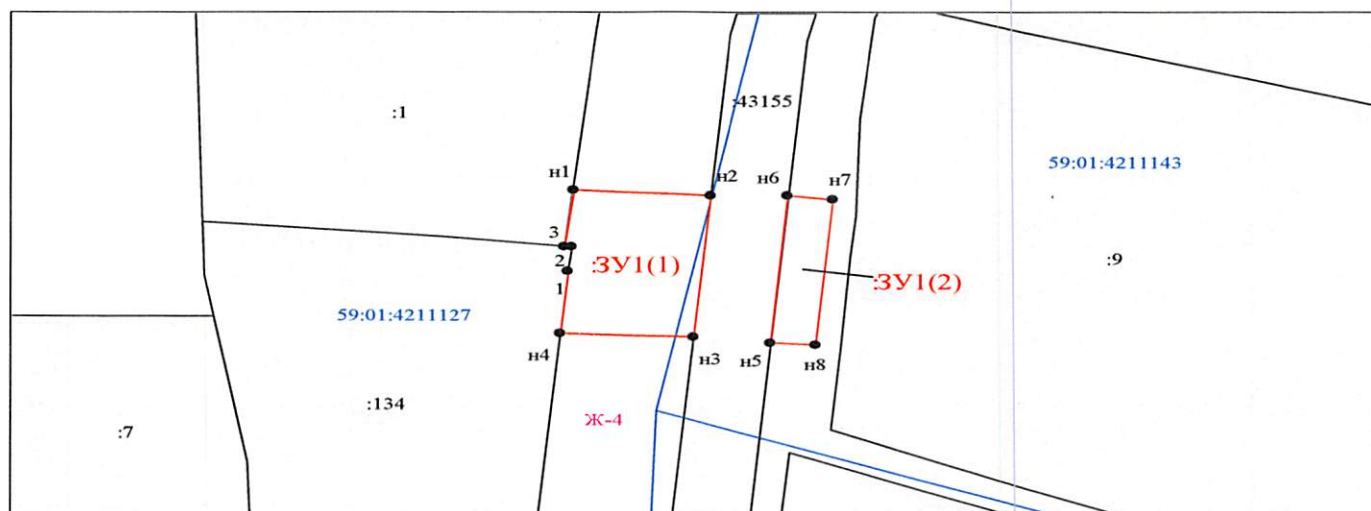 :1
:43155
59:01:4211143
н1
н2
н6
н7
3
2
:ЗУ1(1)
:9
1
:ЗУ1(2)
59:01:4211127
н4
н3
н5
н8
:134
Ж-4
:7